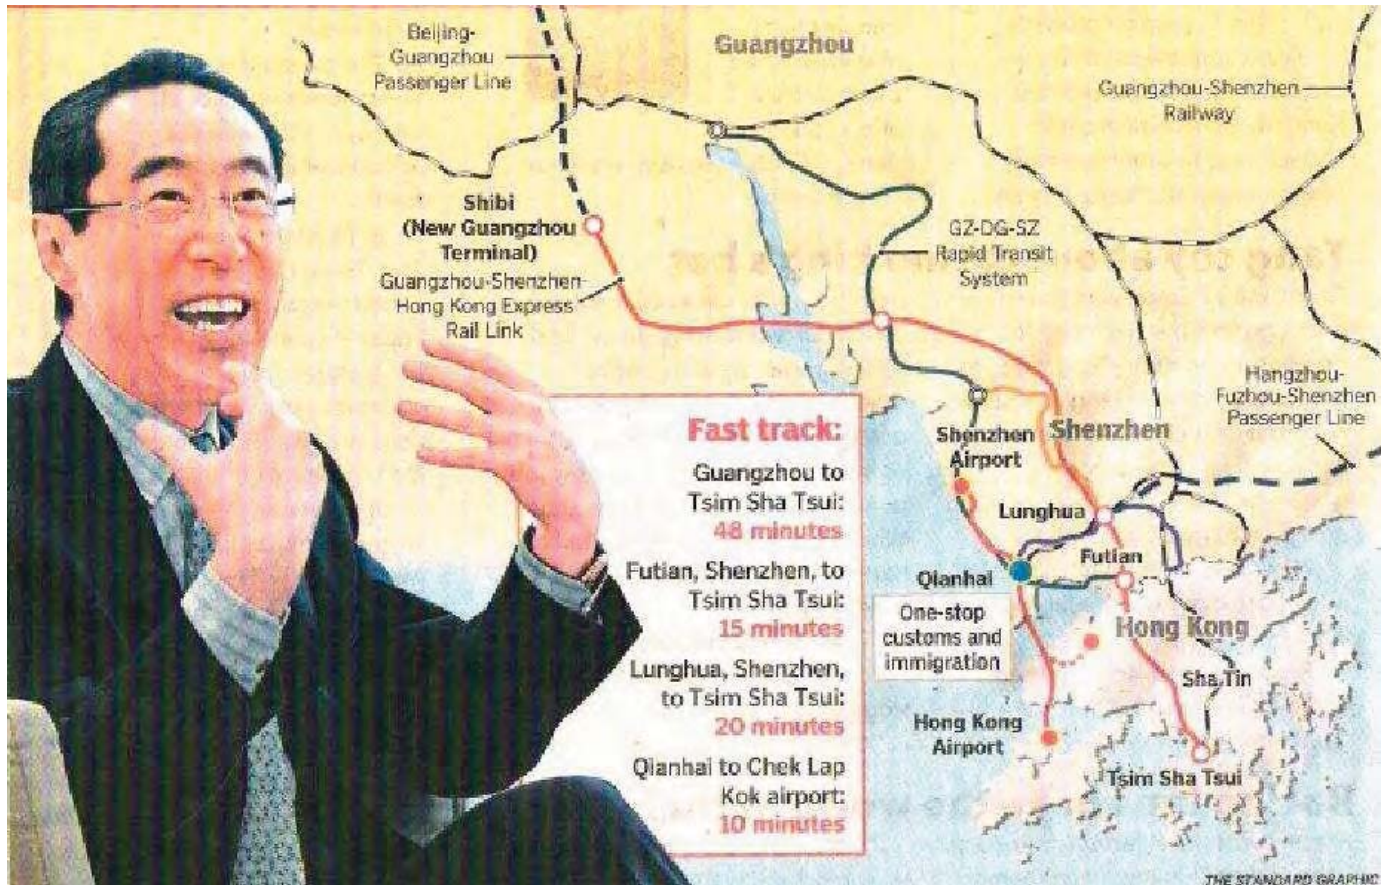 Beijing-
Guangzhou
Passenger Line
Guangzhou
Guangzhou-Shenzhen
Railway
Shibi
(New Guangzhou
Terminal)
Guangzhou-Shenzhen-
Hong Kong Express
Rail Link
GZ-DG-SZ
Rapid Transit
System
Hangzhou-
Fuzhou-Shenzhen
Passenger Line
Fast track:
Guangzhou to
Tsim Sha Tsui:
48 minutes
Futian, Shenzhen, to
Tsim Sha Tsui:
15 minutes
Lunghua, Shenzhen,
to Tsim Sha Tsui:
20 minutes
Qianhai to Chek Lap
Kok airport:
10 minutes
Shenzhen
Airport
Shenzhen
Lunghua
Futian
Qianhai
One-stop
customs and
immigration
Hong Kong
Sha Tin
Hong Kong
Airport
Tsim Sha Tsui
THE STANDARD GRAPHIC